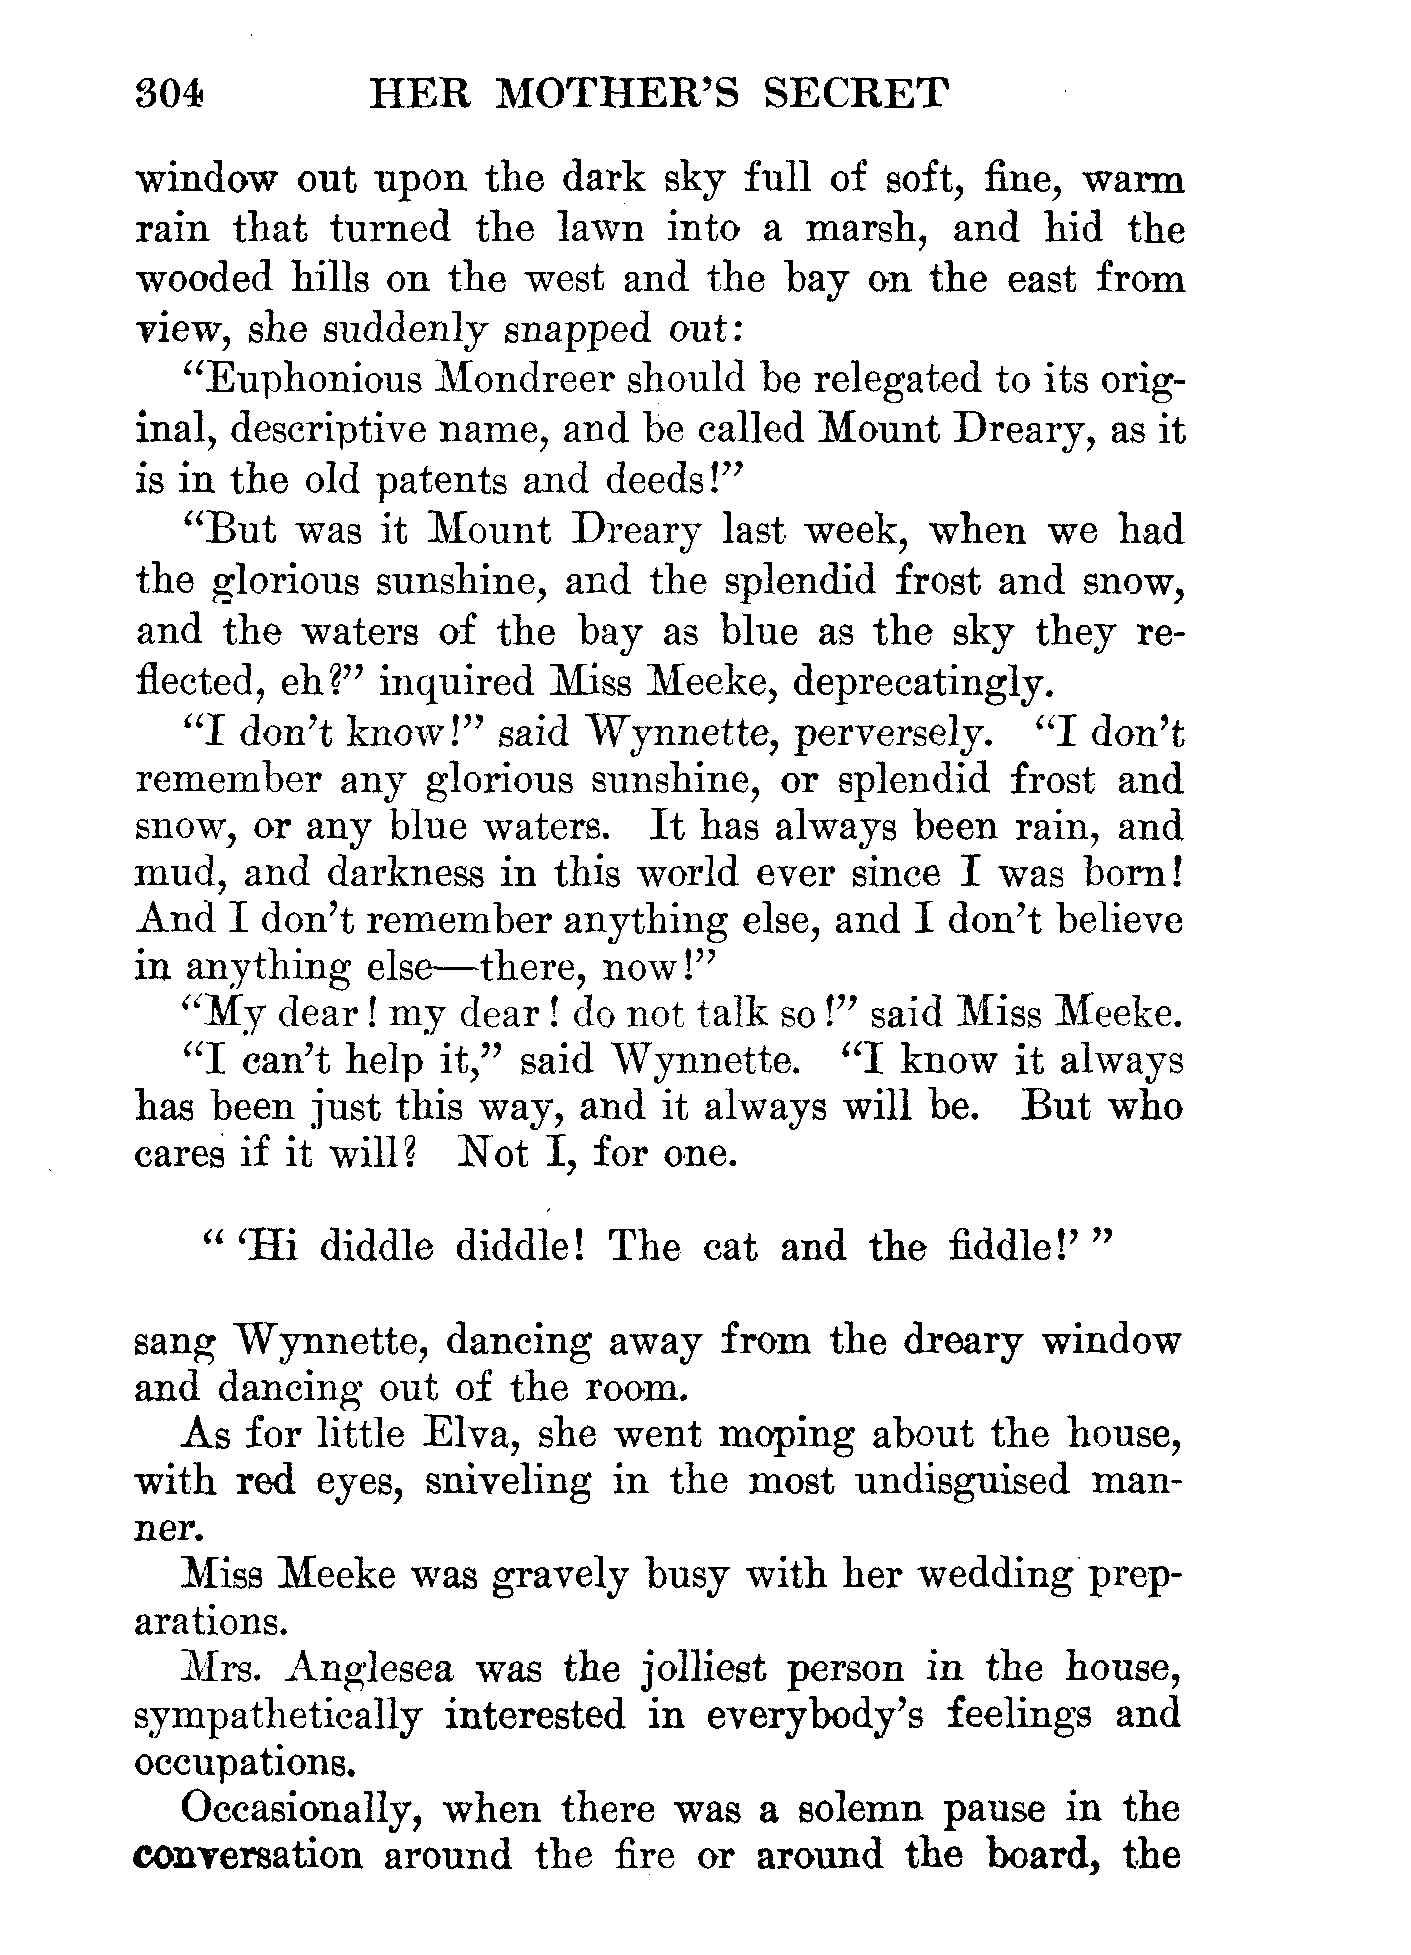 304 HER MOTHER'S SECRET
window out upon the dark sky full of soft, fine, warm
rain that turned the lawn into a marsh, and hid the
wooded hills on the west and the bay on the east from
view, she suddenly snapped out:
“Euphonious Mondreer should be relegated to its orig-
inal, descriptive name, and be called Mount Dreary, as it
is in the old patents and deeds!”
“But was it Mount Dreary last week, when we had
the glorious sunshine, and the splendid frost and snow,
and the waters of the bay as blue as the sky they re-
flected, eh?” inquired Miss Meeke, deprecatingly.
“I don't know!” said Wynnette, perversely. “I don't
remember any glorious sunshine, or splendid frost and
snow, or any blue waters. It has always been rain, and
mud, and darkness in this world ever since I was born!
And I don't remember anything else, and I don't believe
in anything else—there, now!”
“My dear! my dear! do not talk so!” said Miss Meeke.
“I can't help it,” said Wynnette. “I know it always
has been just this way, and it always will be. But who
cares if it will? Not I, for one.
“ ‘Hi diddle diddle! The cat and the fiddle!’ ”
sang Wynnette, dancing away from the dreary window
and dancing out of the room.
As for little Elva, she went moping about the house,
with red eyes, sniveling in the most undisguised man-
ner.
Miss Meeke was gravely busy with her wedding prep-
arations.
Mrs. Anglesea was the jolliest person in the house,
sympathetically interested in everybody's feelings and
occupations.
Occasionally, when there was a solemn pause in the
conversation around the fire or around the board, the